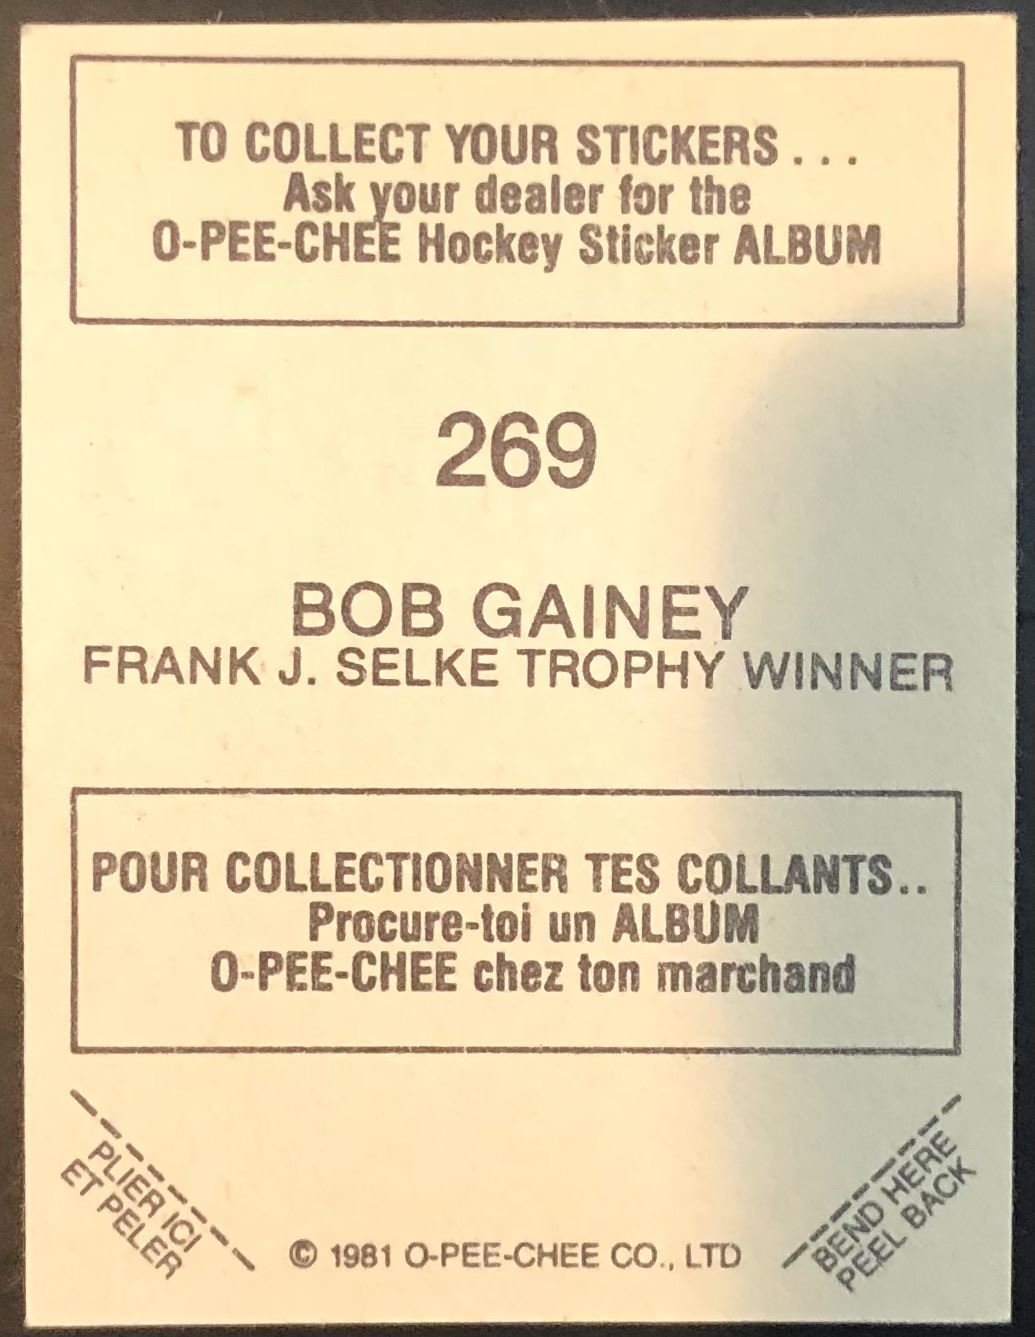 TO COLLECT YOUR STICKERS . . .
Ask your dealer for the
O-PEE-CHEE Hockey Sticker ALBUM
269
BOB GAINEY
FRANK J. SELKE TROPHY WINNER
POUR COLLECTIONNER TES COLLANTS..
Procure-toi un ALBUM
O-PEE-CHEE chez ton marchand
PLIER ICI
ET PELER
© 1981 O-PEE-CHEE CO., LTD
BEND HERE
PEEL BACK